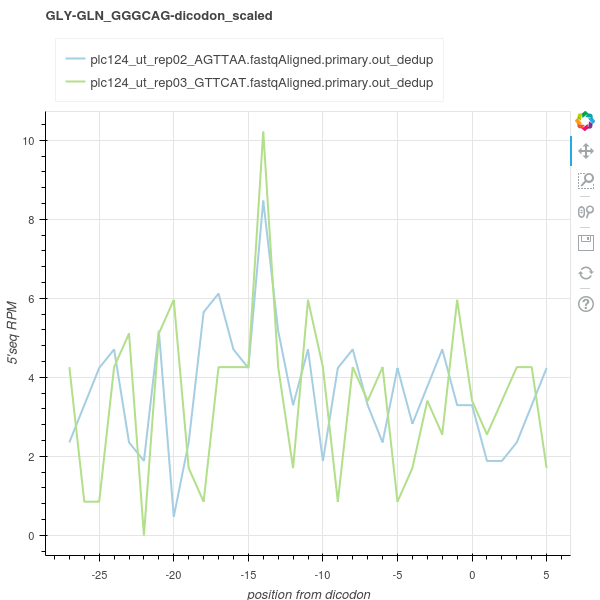 GLY-GLN_GGGCAG-dicodon_scaled
plc124_ut_rep02_AGTTAA.fastqAligned.primary.out_dedup
plc124_ut_rep03_GTTCAT.fastqAligned.primary.out_dedup
10
8
6
4
2
0
5'seq RPM
-25
-20
-15
-10
-5
0
5
position from dicodon